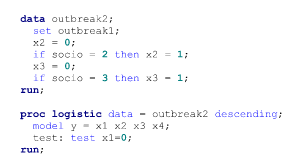 data outbreak2;
set outbreak1;
x2 = 0;
if socio = 2 then x2 = 1;
x3 = 0;
if socio = 3 then x3 = 1;
run;
proc logistic data = outbreak2 descending;
model y = x1 x2 x3 x4;
test: test x1=0;
run;